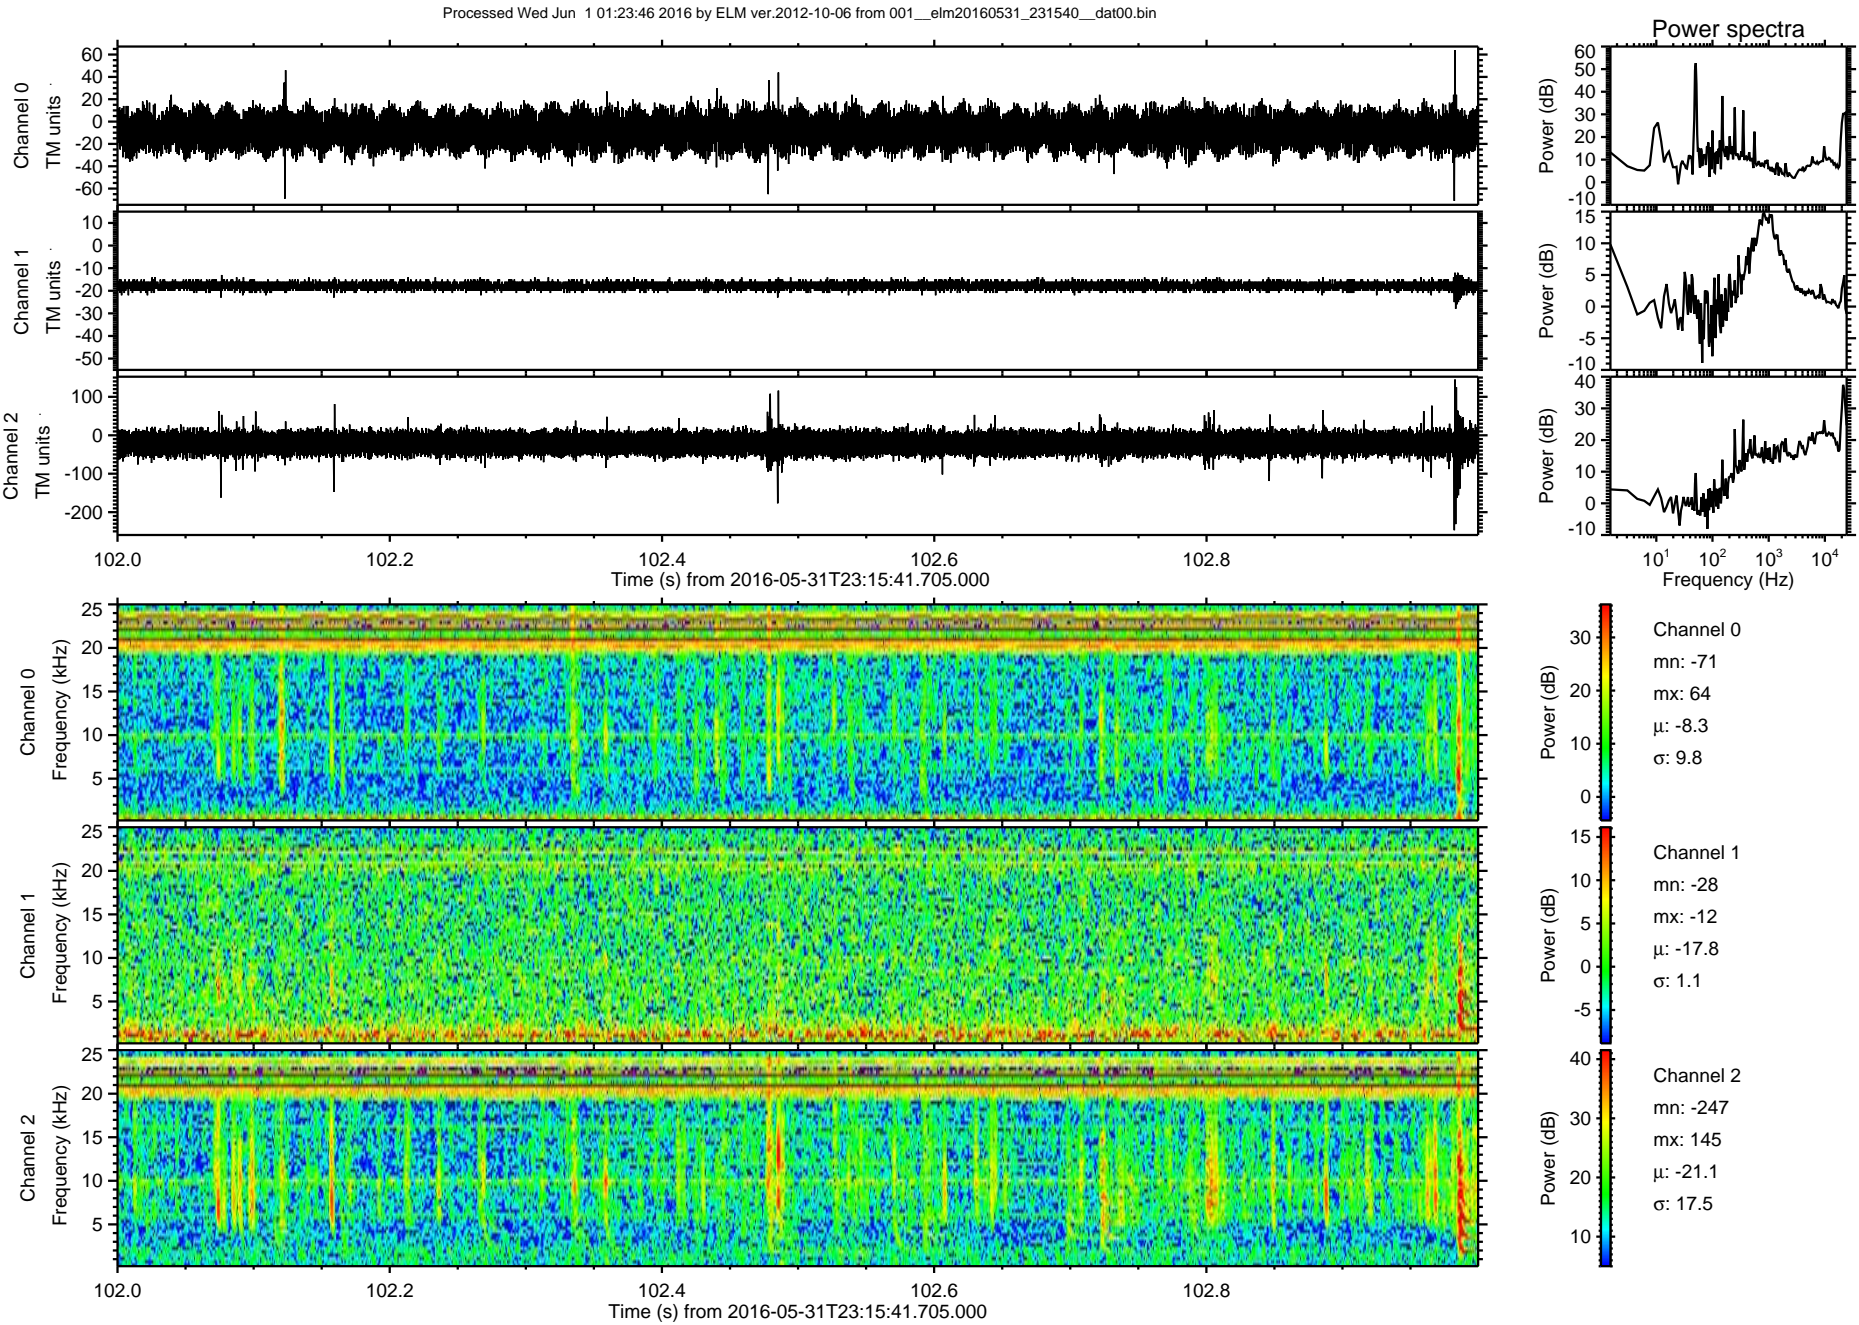 Processed Wed Jun  1 01:23:46 2016 by ELM ver.2012-10-06 from 001__elm20160531_231540__dat00.bin
Power spectra
Channel 0
TM units
60
40
20
0
-20
-40
-60
Power (dB)
60
50
40
30
20
10
0
-10
Channel 1
TM units
10
0
-10
-20
-30
-40
-50
Power (dB)
15
10
5
0
-5
-10
Channel 2
TM units
100
0
-100
-200
Power (dB)
40
30
20
10
0
-10
102.0 102.2 102.4 102.6 102.8
Time (s) from 2016-05-31T23:15:41.705.000
10^1 10^2 10^3 10^4
Frequency (Hz)
Channel 0
Frequency (kHz)
25
20
15
10
5
Power (dB)
30
20
10
0
Channel 0
mn: -71
mx: 64
μ: -8.3
σ: 9.8
Channel 1
Frequency (kHz)
25
20
15
10
5
Power (dB)
15
10
5
0
-5
Channel 1
mn: -28
mx: -12
μ: -17.8
σ: 1.1
Channel 2
Frequency (kHz)
25
20
15
10
5
Power (dB)
40
30
20
10
Channel 2
mn: -247
mx: 145
μ: -21.1
σ: 17.5
102.0 102.2 102.4 102.6 102.8
Time (s) from 2016-05-31T23:15:41.705.000